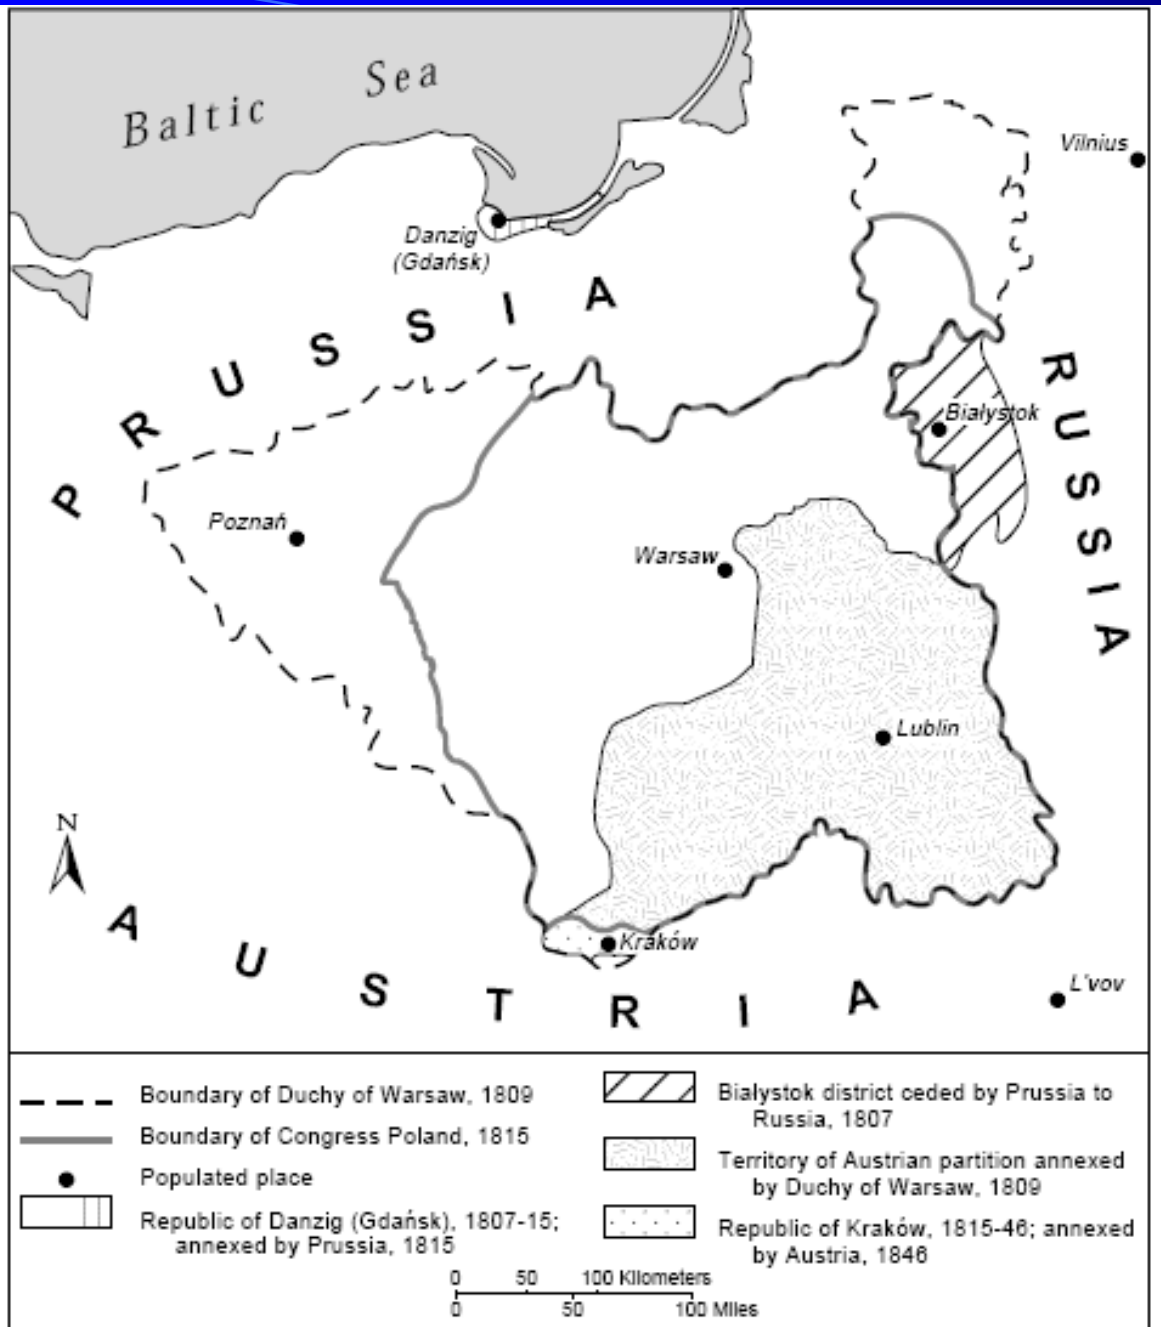 Baltic Sea
Vilnius
Danzig
(Gdańsk)
PRUSSIA
RUSSIA
Białystok
Poznań
Warsaw
Lublin
N
AUSTRIA
Kraków
L'vov
Boundary of Duchy of Warsaw, 1809
Boundary of Congress Poland, 1815
Populated place
Republic of Danzig (Gdańsk), 1807-15;
annexed by Prussia, 1815
Białystok district ceded by Prussia to
Russia, 1807
Territory of Austrian partition annexed
by Duchy of Warsaw, 1809
Republic of Kraków, 1815-46; annexed
by Austria, 1846
0 50 100 Kilometers
0 50 100 Miles